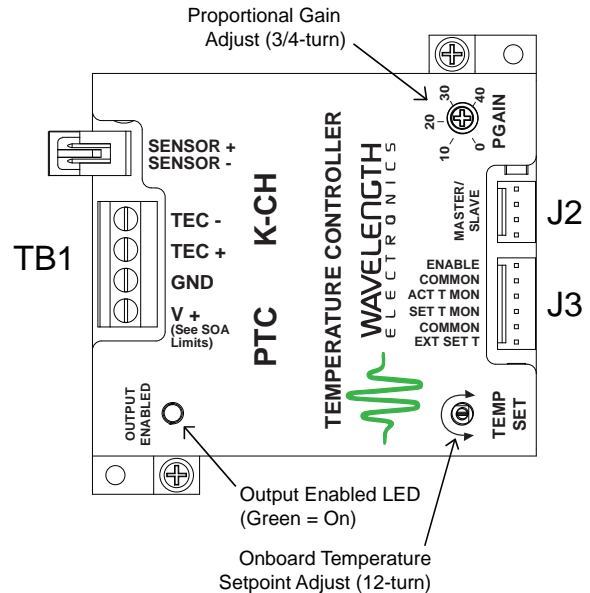 Proportional Gain
Adjust (3/4-turn)
SENSOR +
SENSOR -
TB1
TEC -
TEC +
GND
V +
(See SOA
Limits)
OUTPUT
ENABLED
PTC K-CH
TEMPERATURE CONTROLLER
WAVELENGTH
ELECTRONICS
0
10
20
30
40
PGAIN
MASTER/
SLAVE
J2
ENABLE
COMMON
ACT T MON
SET T MON
COMMON
EXT SET T
J3
TEMP
SET
Output Enabled LED
(Green = On)
Onboard Temperature
Setpoint Adjust (12-turn)